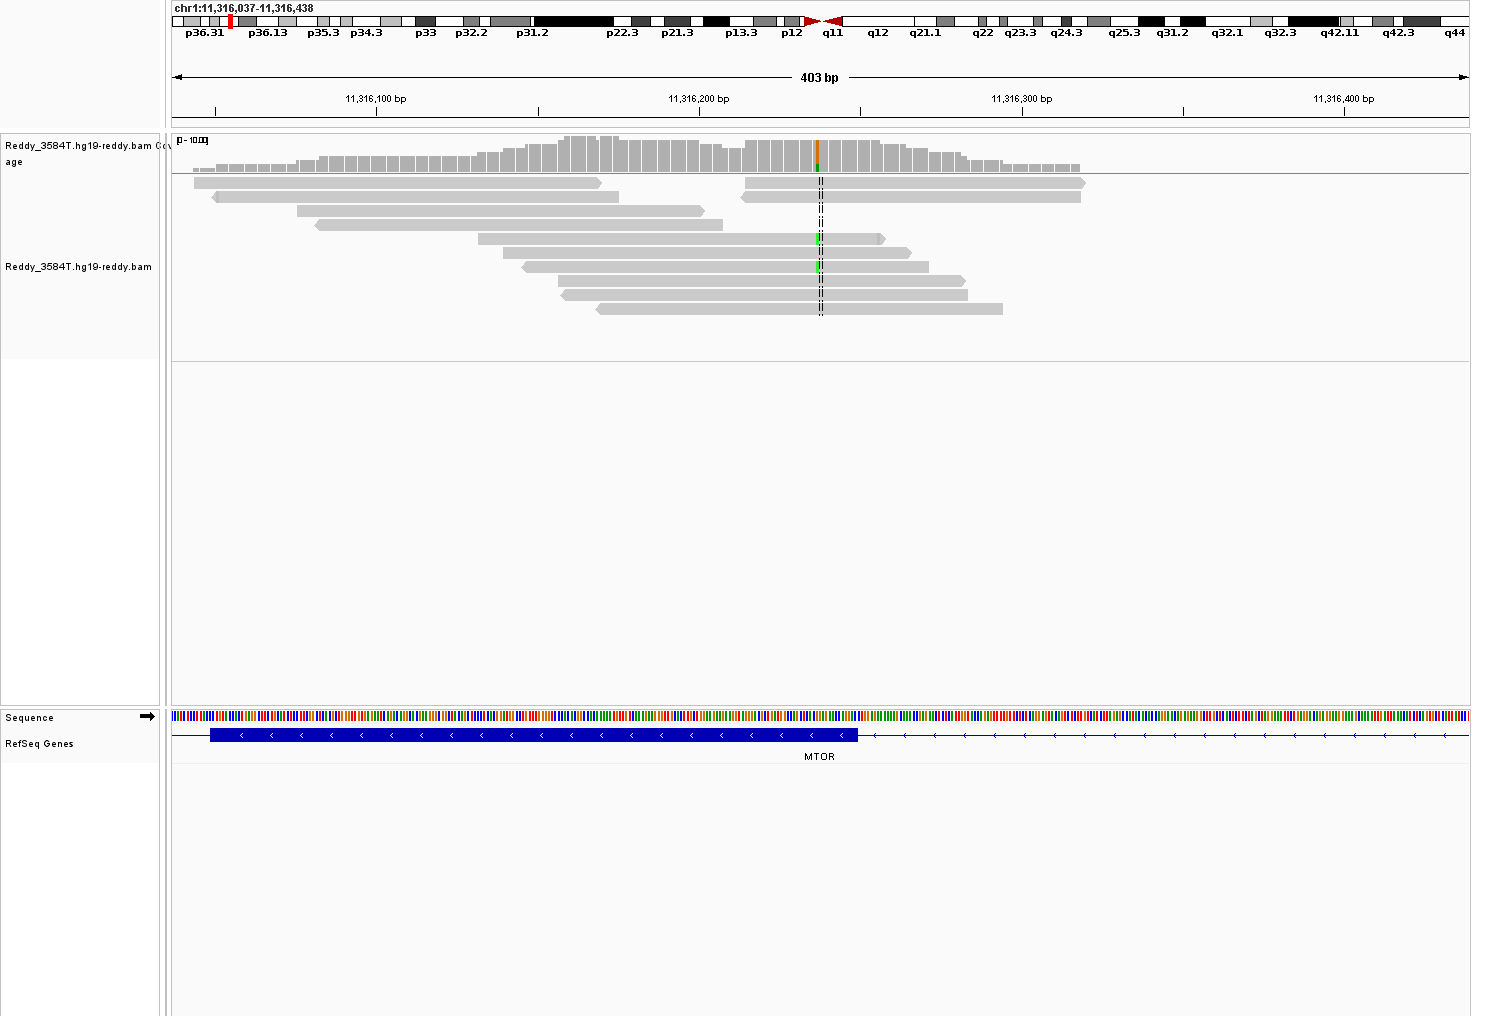 chr1:11,316,037-11,316,438
p36.31 p36.13 p35.3 p34.3 p33 p32.2 p31.2 p22.3 p21.3 p13.3 p12 q11 q12 q21.1 q22 q23.3 q24.3 q25.3 q31.2 q32.1 q32.3 q42.11 q42.3 q44
403 bp
11,316,100 bp 11,316,200 bp 11,316,300 bp 11,316,400 bp
Reddy_3584T.hg19-reddy.bam Cov
age
[0 - 10.00]
Reddy_3584T.hg19-reddy.bam
Sequence
RefSeq Genes
MTOR